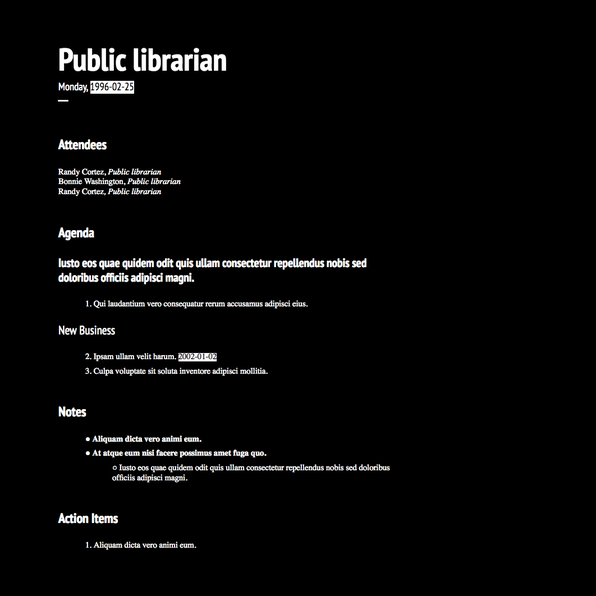 Public librarian
Monday, 1996-02-25
Attendees
Randy Cortez, Public librarian
Bonnie Washington, Public librarian
Randy Cortez, Public librarian
Agenda
Iusto eos quae quidem odit quis ullam consectetur repellendus nobis sed
doloribus officiis adipisci magni.
1. Qui laudantium vero consequatur rerum accusamus adipisci eius.
New Business
2. Ipsam ullam velit harum. 2002-01-02
3. Culpa voluptate sit soluta inventore adipisci mollitia.
Notes
● Aliquam dicta vero animi eum.
● At atque eum nisi facere possimus amet fuga quo.
○ Iusto eos quae quidem odit quis ullam consectetur repellendus nobis sed doloribus
officiis adipisci magni.
Action Items
1. Aliquam dicta vero animi eum.